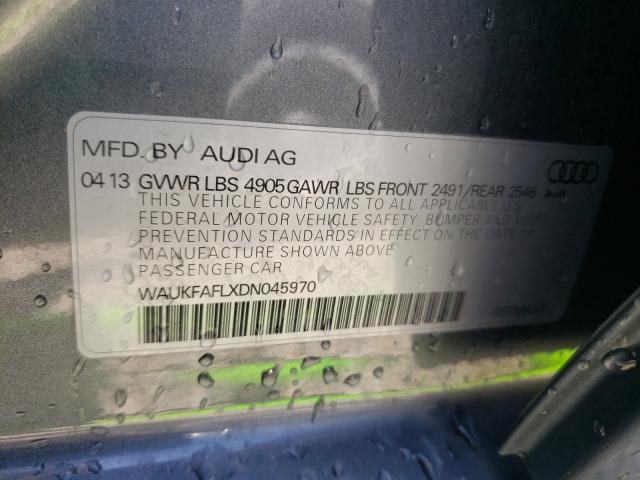 MFD. BY AUDI AG
04 13 GVWR LBS 4905 GAWR LBS FRONT 2491/REAR 2546
Audi
THIS VEHICLE CONFORMS TO ALL APPLICABLE U.S.
FEDERAL MOTOR VEHICLE SAFETY, BUMPER AND THEFT
PREVENTION STANDARDS IN EFFECT ON THE DATE OF
MANUFACTURE SHOWN ABOVE
PASSENGER CAR
WAUKFAFLXDN045970
GERMANY